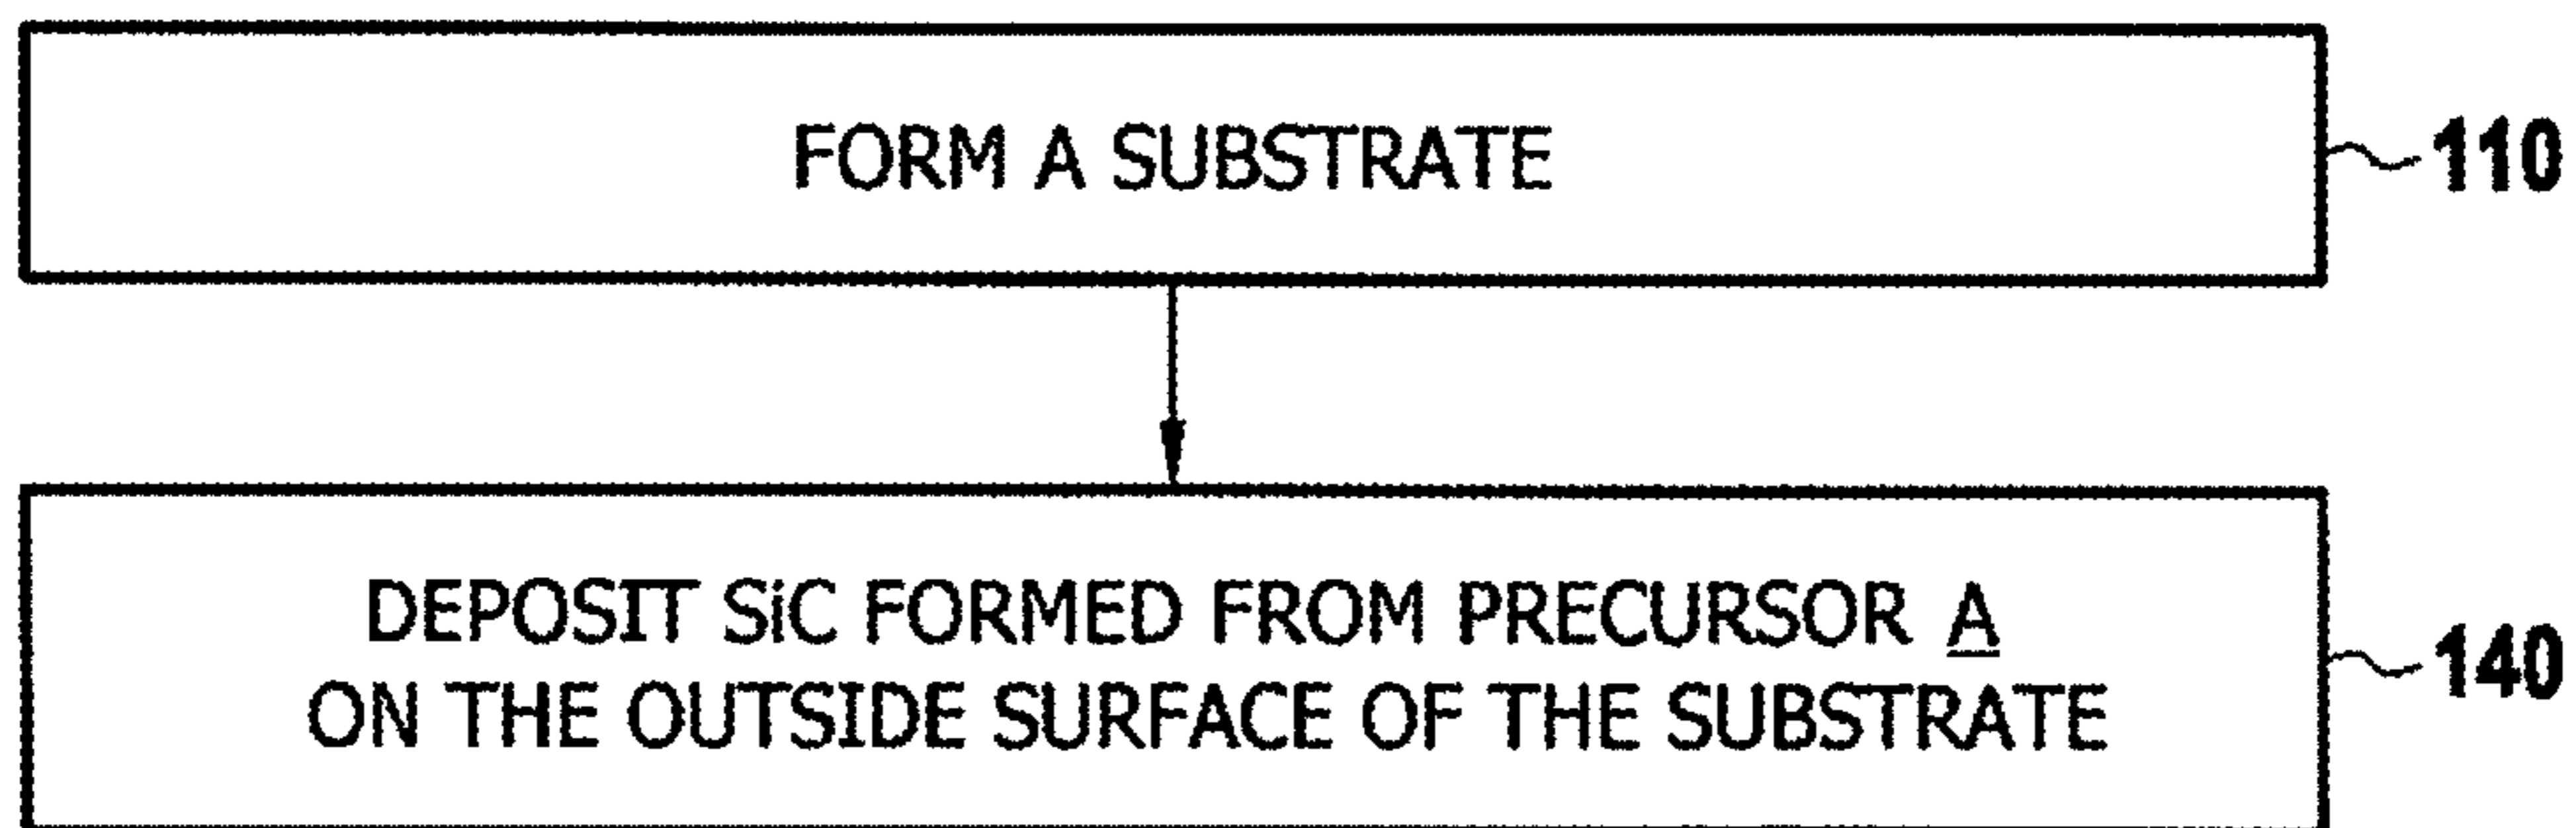 FORM A SUBSTRATE
110
DEPOSIT SiC FORMED FROM PRECURSOR A
ON THE OUTSIDE SURFACE OF THE SUBSTRATE
140